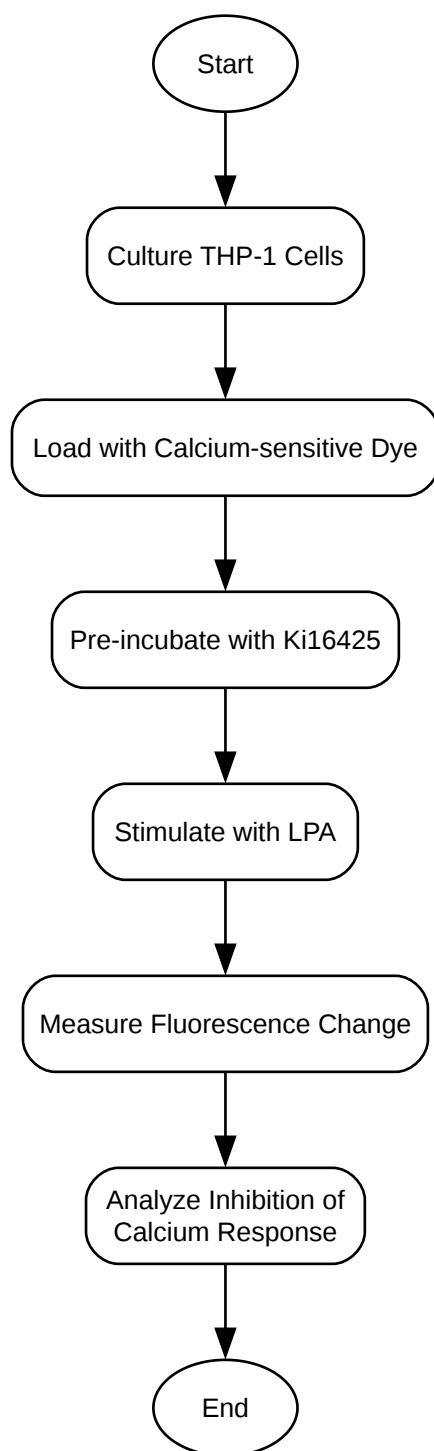 Start
Culture THP-1 Cells
Load with Calcium-sensitive Dye
Pre-incubate with Ki16425
Stimulate with LPA
Measure Fluorescence Change
Analyze Inhibition of
Calcium Response
End